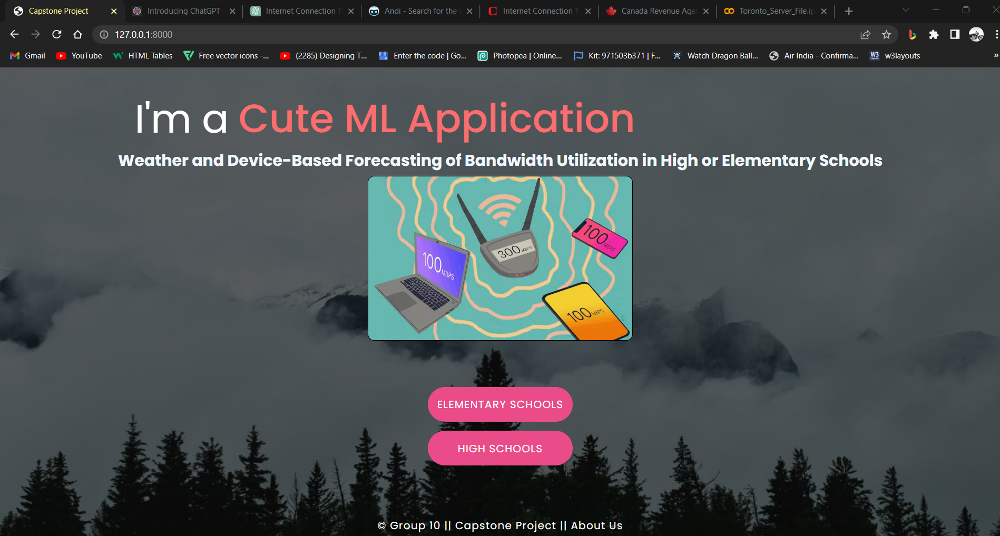 Capstone Project
Introducing ChatGPT
Internet Connection T
Andi - Search for the
Internet Connection T
Canada Revenue Age
Toronto_Server_File.ip
127.0.0.1:8000
Gmail
YouTube
HTML Tables
Free vector icons -...
(2285) Designing T...
Enter the code | Go...
Photopea | Online...
Kit: 971503b371 | F...
Watch Dragon Ball...
Air India - Confirma...
W3 w3layouts
»
I'm a Cute ML Application
Weather and Device-Based Forecasting of Bandwidth Utilization in High or Elementary Schools
100 MBPS
300 MBPS
100 MBPS
100 MBPS
ELEMENTARY SCHOOLS
HIGH SCHOOLS
© Group 10 || Capstone Project || About Us